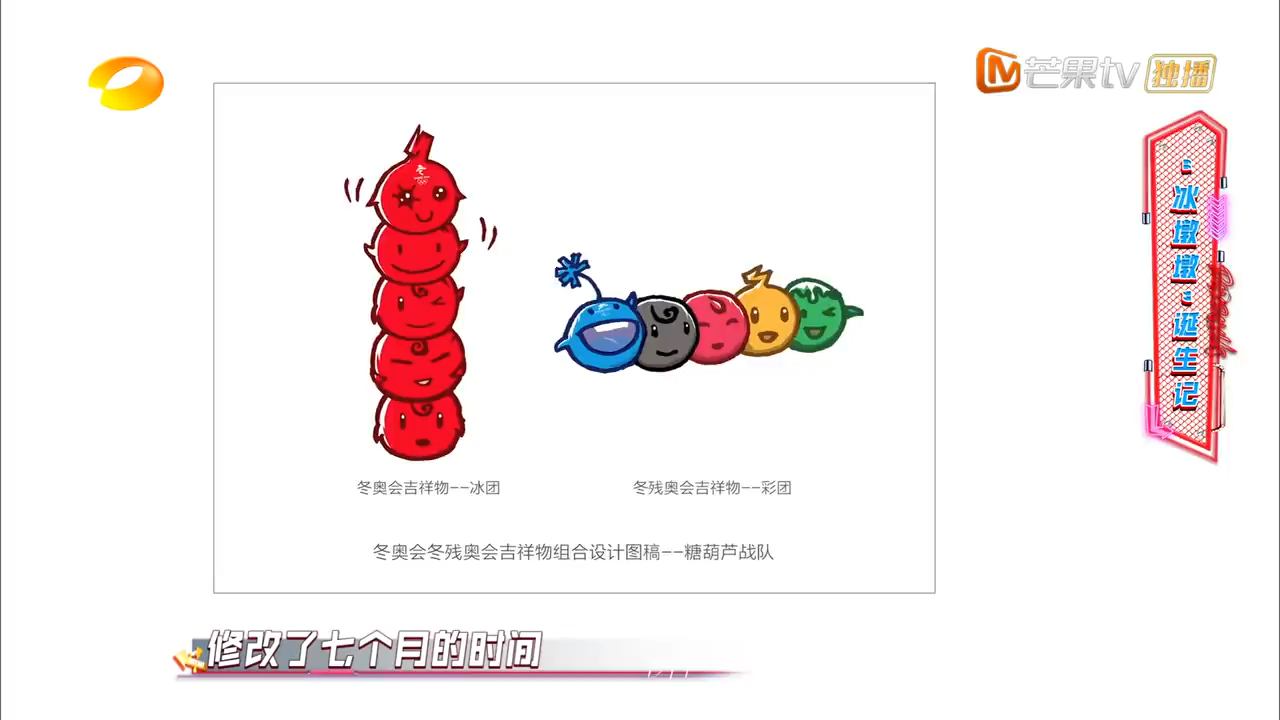 芒果tv 独播
“冰墩墩”诞生记
冬奥会吉祥物--冰团
冬残奥会吉祥物--彩团
冬奥会冬残奥会吉祥物组合设计图稿--糖葫芦战队
修改了七个月的时间